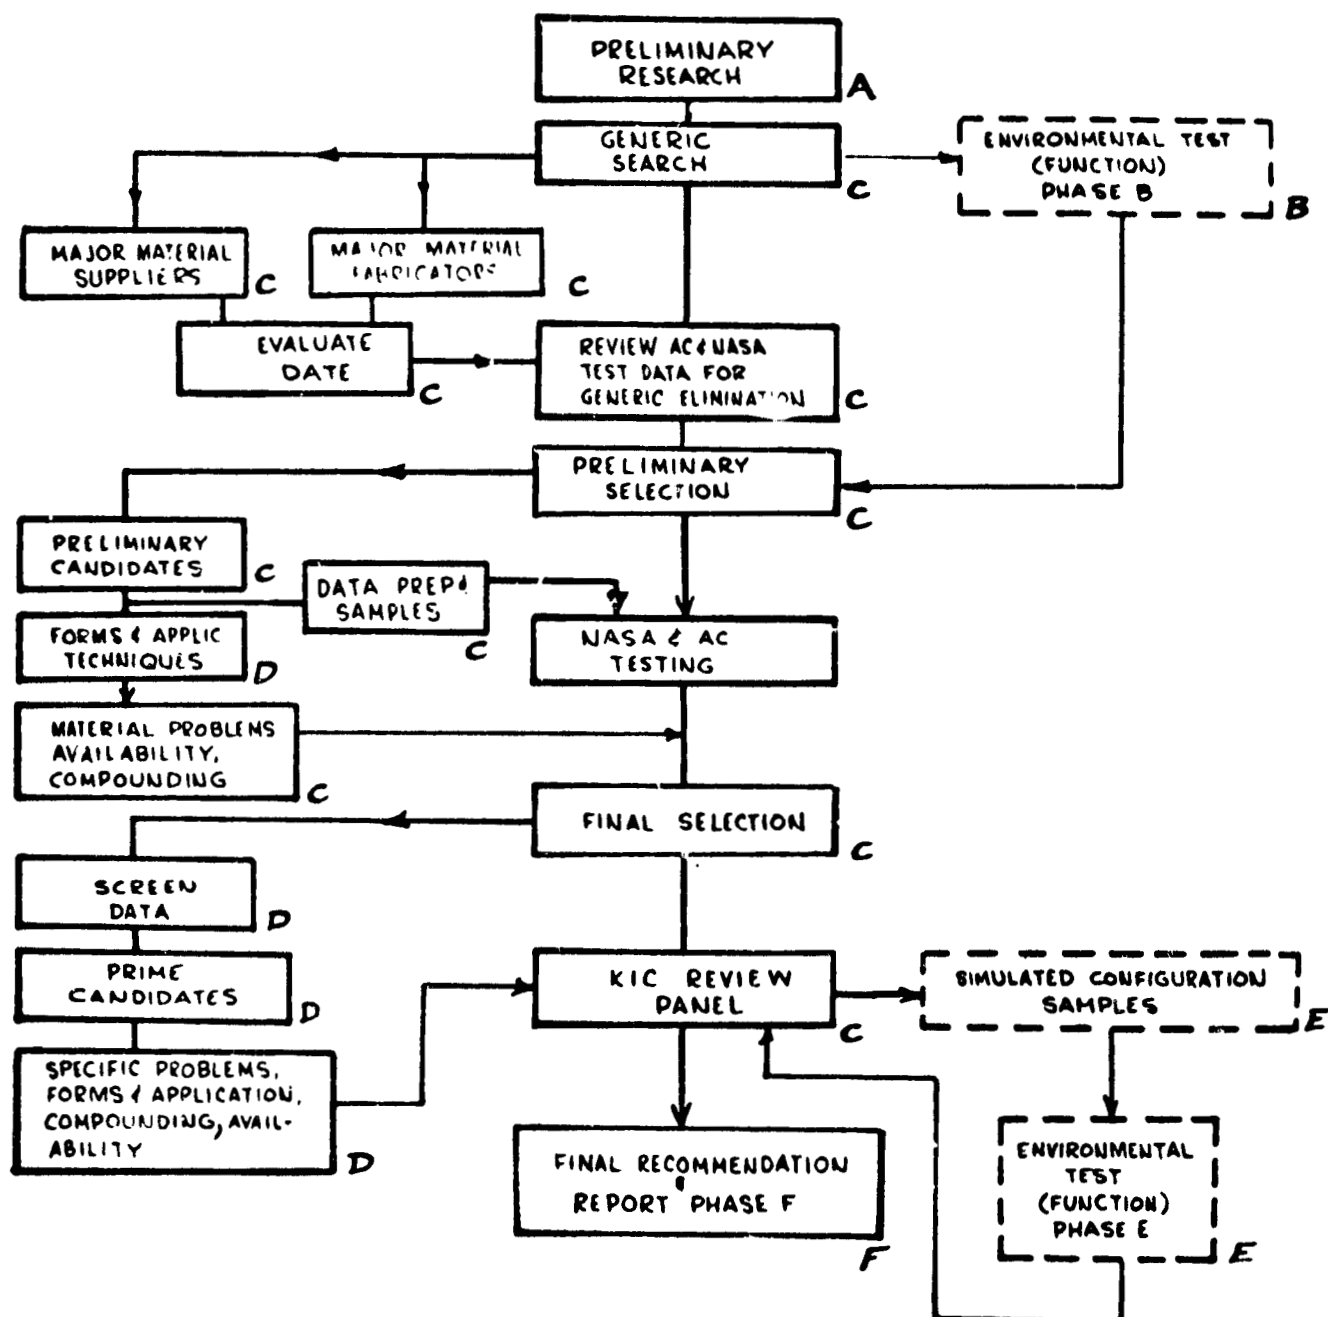 PRELIMINARY
RESEARCH
A
GENERIC
SEARCH
C
ENVIRONMENTAL TEST
(FUNCTION)
PHASE B
B
MAJOR MATERIAL
SUPPLIERS
C
MAJOR MATERIAL
FABRICATORS
C
EVALUATE
DATE
C
REVIEW AC & NASA
TEST DATA FOR
GENERIC ELIMINATION
C
PRELIMINARY
SELECTION
C
PRELIMINARY
CANDIDATES
C
DATA PREP &
SAMPLES
C
FORMS & APPLIC
TECHNIQUES
D
NASA & AC
TESTING
MATERIAL PROBLEMS
AVAILABILITY,
COMPOUNDING
C
FINAL SELECTION
C
SCREEN
DATA
D
PRIME
CANDIDATES
D
KIC REVIEW
PANEL
C
SIMULATED CONFIGURATION
SAMPLES
E
SPECIFIC PROBLEMS,
FORMS & APPLICATION,
COMPOUNDING, AVAIL-
ABILITY
D
FINAL RECOMMENDATION
REPORT PHASE F
F
ENVIRONMENTAL
TEST
(FUNCTION)
PHASE E
E